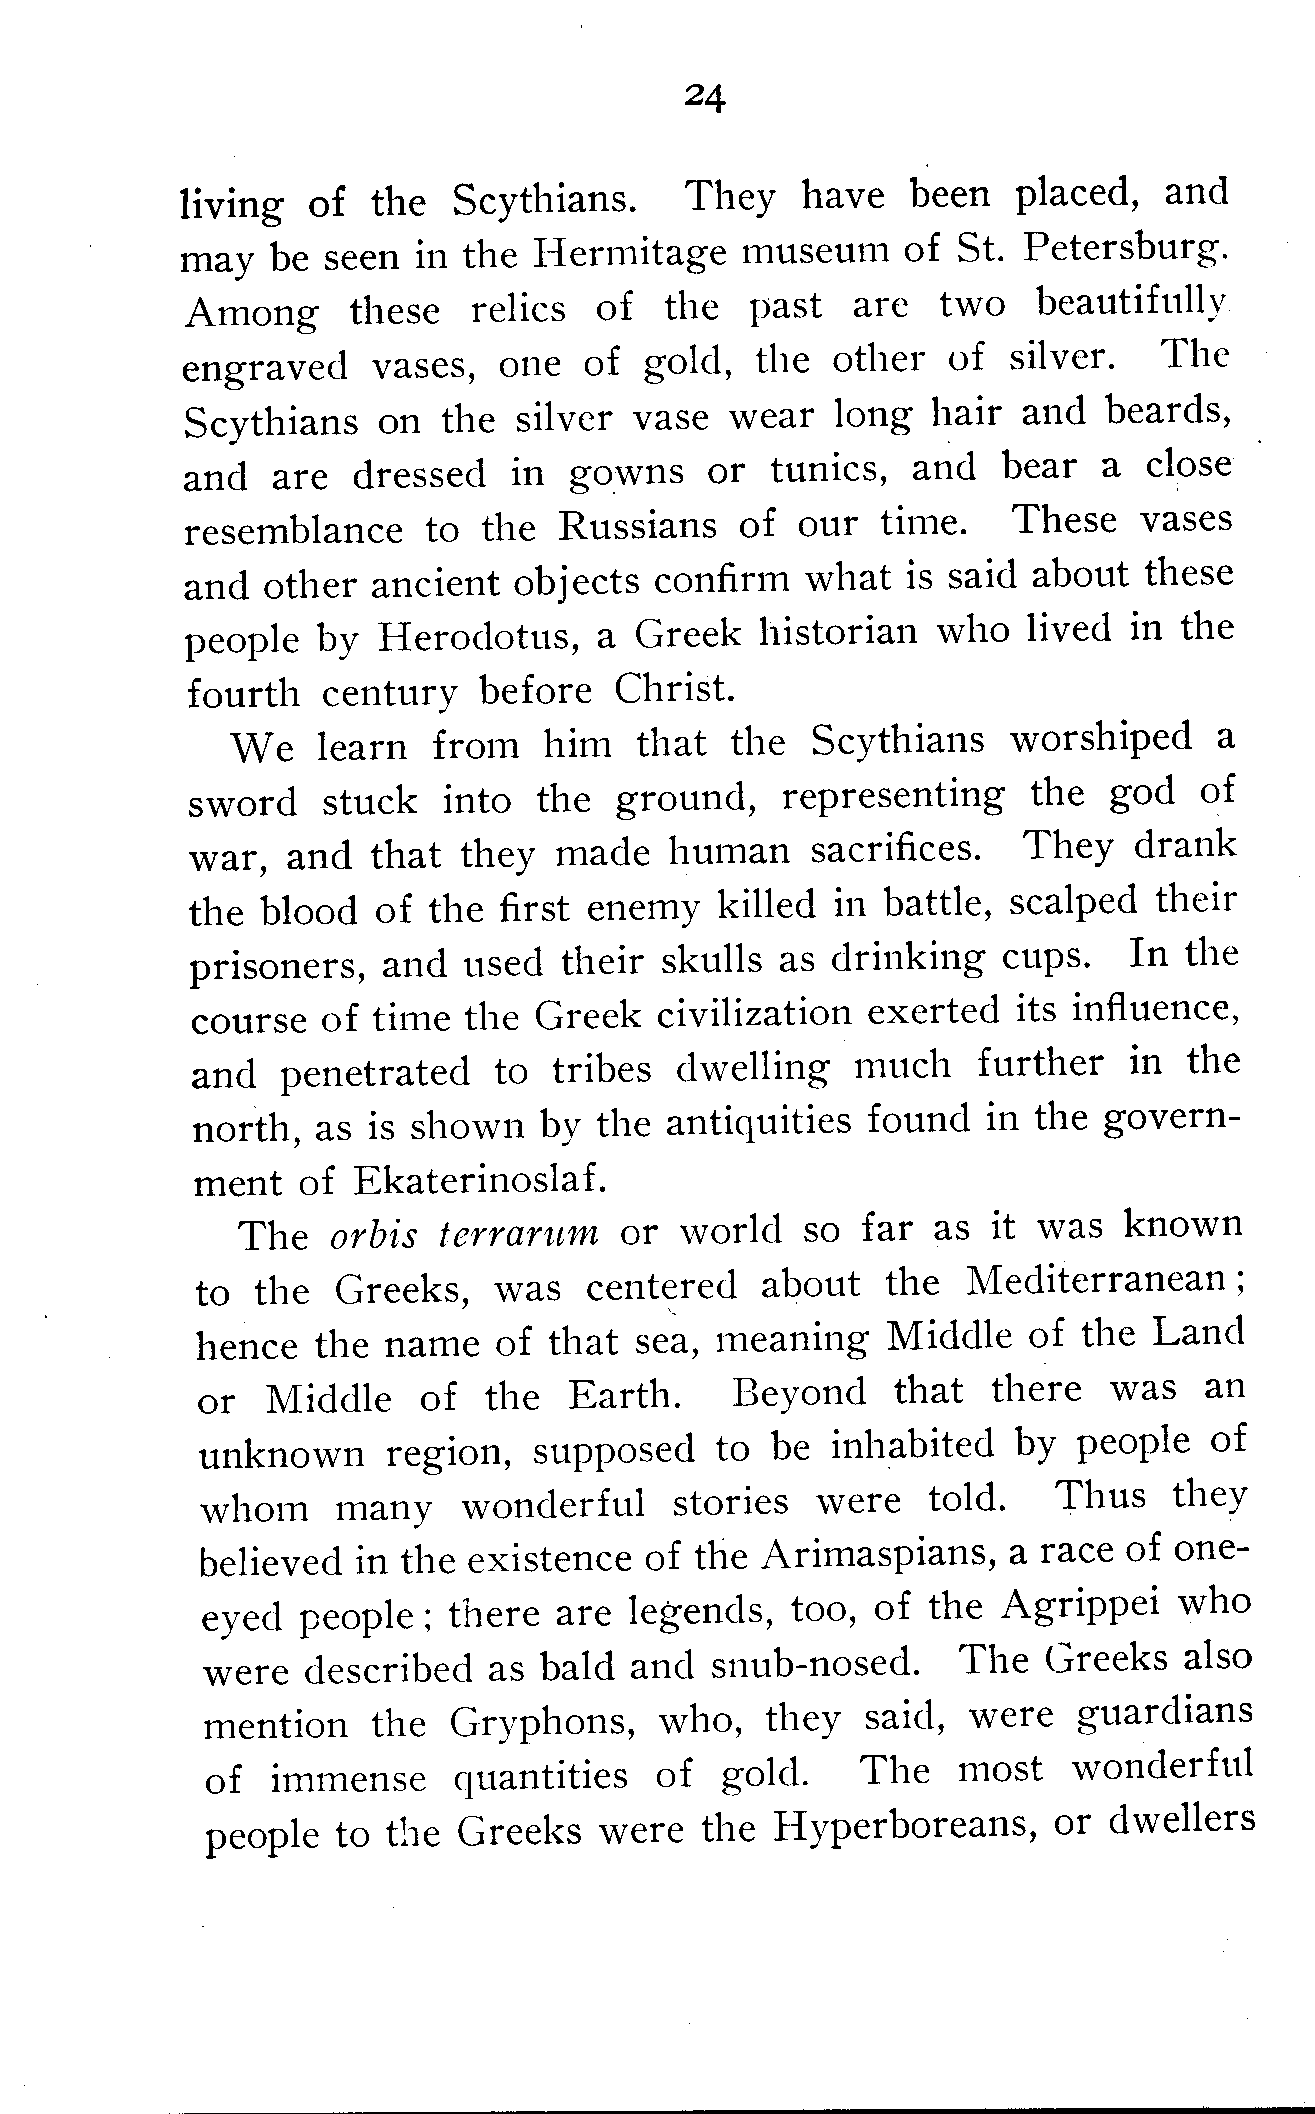 24
living of the Scythians. They have been placed, and
may be seen in the Hermitage museum of St. Petersburg.
Among these relics of the past are two beautifully
engraved vases, one of gold, the other of silver. The
Scythians on the silver vase wear long hair and beards,
and are dressed in gowns or tunics, and bear a close
resemblance to the Russians of our time. These vases
and other ancient objects confirm what is said about these
people by Herodotus, a Greek historian who lived in the
fourth century before Christ.
We learn from him that the Scythians worshiped a
sword stuck into the ground, representing the god of
war, and that they made human sacrifices. They drank
the blood of the first enemy killed in battle, scalped their
prisoners, and used their skulls as drinking cups. In the
course of time the Greek civilization exerted its influence,
and penetrated to tribes dwelling much further in the
north, as is shown by the antiquities found in the govern-
ment of Ekaterinoslaf.
The orbis terrarum or world so far as it was known
to the Greeks, was centered about the Mediterranean;
hence the name of that sea, meaning Middle of the Land
or Middle of the Earth. Beyond that there was an
unknown region, supposed to be inhabited by people of
whom many wonderful stories were told. Thus they
believed in the existence of the Arimaspians, a race of one-
eyed people; there are legends, too, of the Agrippei who
were described as bald and snub-nosed. The Greeks also
mention the Gryphons, who, they said, were guardians
of immense quantities of gold. The most wonderful
people to the Greeks were the Hyperboreans, or dwellers